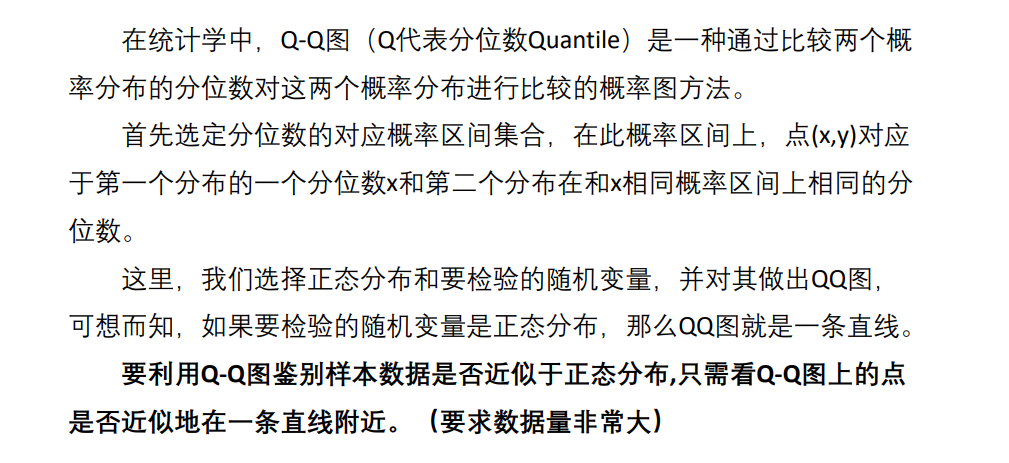 在统计学中，Q-Q图（Q代表分位数Quantile）是一种通过比较两个概
率分布的分位数对这两个概率分布进行比较的概率图方法。
首先选定分位数的对应概率区间集合，在此概率区间上，点(x,y)对应
于第一个分布的一个分位数x和第二个分布在和x相同概率区间上相同的分
位数。
这里，我们选择正态分布和要检验的随机变量，并对其做出QQ图，
可想而知，如果要检验的随机变量是正态分布，那么QQ图就是一条直线。
要利用Q-Q图鉴别样本数据是否近似于正态分布,只需看Q-Q图上的点
是否近似地在一条直线附近。（要求数据量非常大）